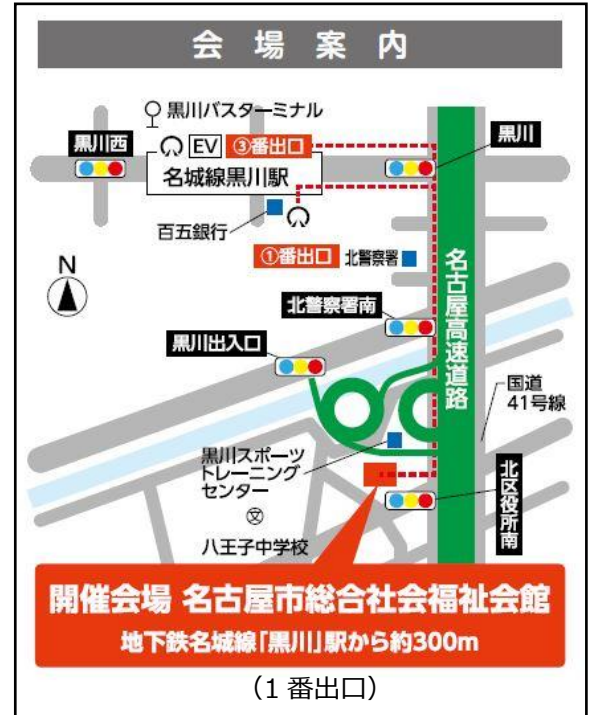 会場案内
黒川バスターミナル
黒川西
EV
③番出口
黒川
名城線黒川駅
百五銀行
①番出口
北警察署
N
名古屋高速道路
北警察署南
黒川出入口
国道
41号線
黒川スポーツ
トレーニング
センター
文
八王子中学校
北区役所南
開催会場 名古屋市総合社会福祉会館
地下鉄名城線「黒川」駅から約300m
（1 番出口）